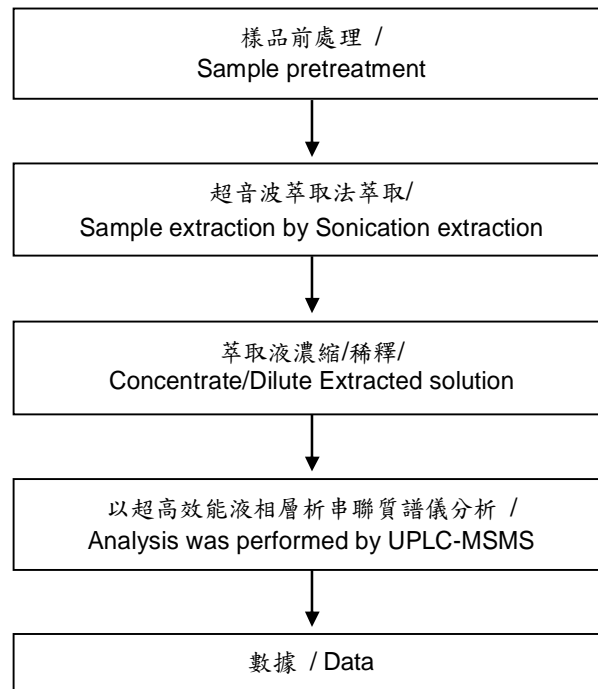 樣品前處理 /
Sample pretreatment
超音波萃取法萃取/
Sample extraction by Sonication extraction
萃取液濃縮/稀釋/
Concentrate/Dilute Extracted solution
以超高效能液相層析串聯質譜儀分析 /
Analysis was performed by UPLC-MSMS
數據 / Data